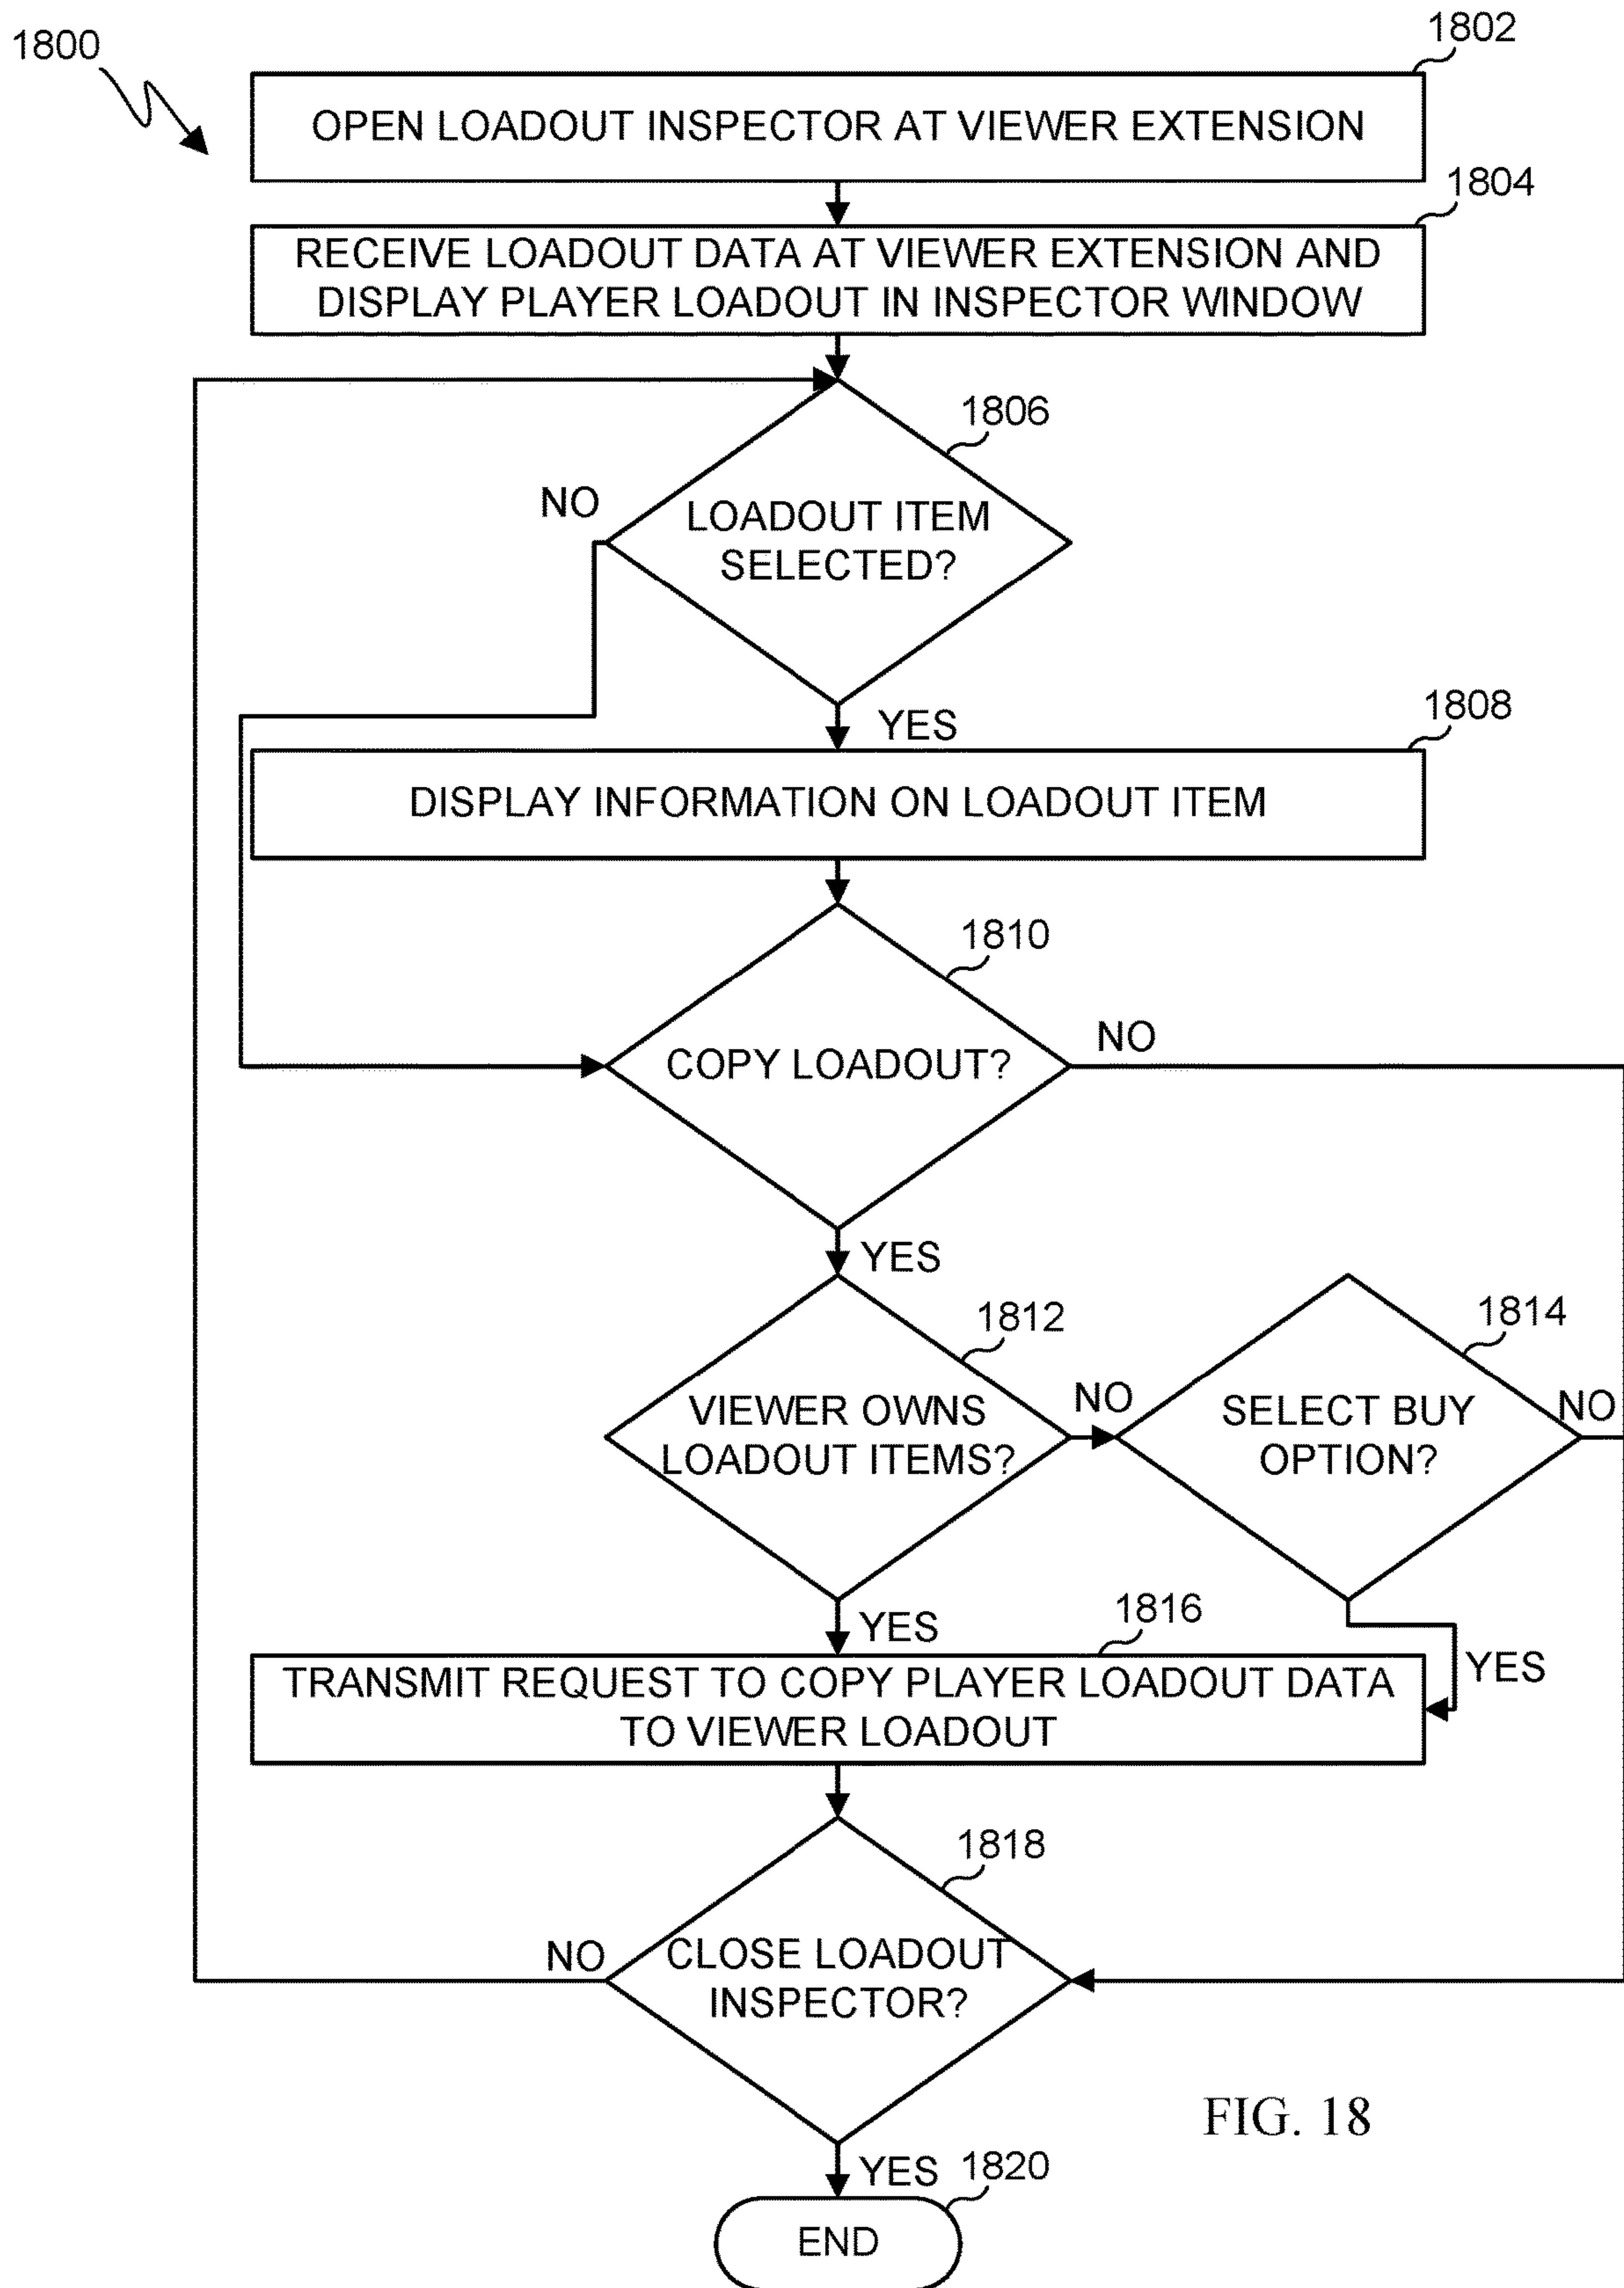 1800
1802
OPEN LOADOUT INSPECTOR AT VIEWER EXTENSION
1804
RECEIVE LOADOUT DATA AT VIEWER EXTENSION AND
DISPLAY PLAYER LOADOUT IN INSPECTOR WINDOW
1806
NO
LOADOUT ITEM
SELECTED?
YES
1808
DISPLAY INFORMATION ON LOADOUT ITEM
1810
NO
COPY LOADOUT?
YES
1812
1814
VIEWER OWNS
LOADOUT ITEMS?
NO
SELECT BUY
OPTION?
NO
YES
1816
YES
TRANSMIT REQUEST TO COPY PLAYER LOADOUT DATA
TO VIEWER LOADOUT
1818
NO
CLOSE LOADOUT
INSPECTOR?
YES
1820
END
FIG. 18